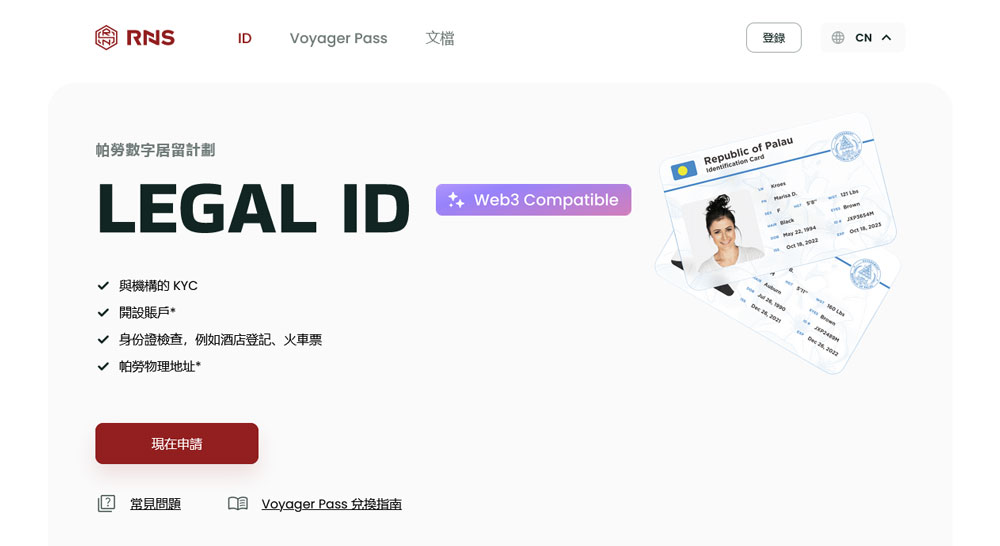 RNS
ID
Voyager Pass
文檔
登錄
CN
帕勞數字居留計劃
LEGAL ID
Web3 Compatible
與機構的 KYC
開設賬戶*
身份證檢查，例如酒店登記、火車票
帕勞物理地址*
現在申請
常見問題
Voyager Pass 兌換指南
Republic of Palau
Identification Card
Kroes
Marisa D.
F
5'8"
121 Lbs
Black
Brown
May 22, 1994
JXP3654M
Oct 18, 2022
Oct 18, 2023
Auburn
5'11"
160 Lbs
Jul 26, 1990
Brown
Dec 26, 2021
JXP2489M
Dec 26, 2022